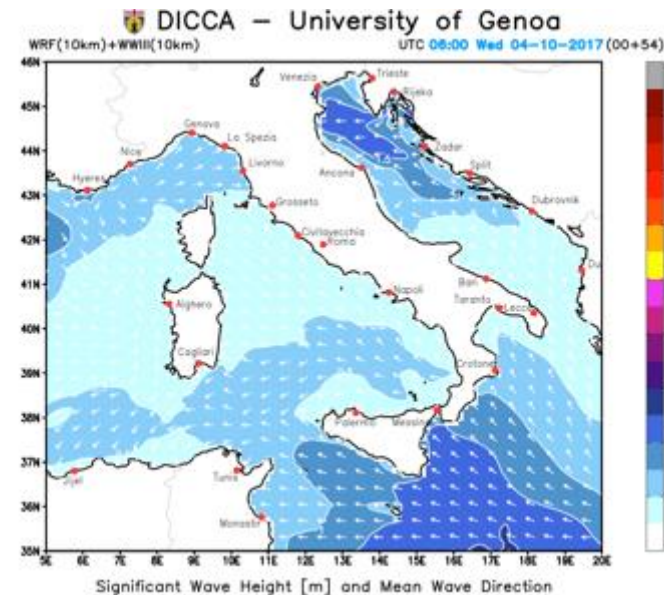 DICCA – University of Genoa
WRF(10km)+WWIII(10km)
UTC 06:00 Wed 04-10-2017 (00+54)
46N
45N
44N
43N
42N
41N
40N
39N
38N
37N
36N
35N
Venezia
Trieste
Rijeka
Genova
La Spezia
Nice
Livorno
Hyeres
Zadar
Ancona
Split
Grosseto
Dubrovnik
Civitavecchia
Roma
Du
Bari
Napoli
Taranto
Lecce
Alghero
Cagliari
Crotone
Palermo
Messina
Jijel
Tunis
Monastir
5E 6E 7E 8E 9E 10E 11E 12E 13E 14E 15E 16E 17E 18E 19E 20E
Significant Wave Height [m] and Mean Wave Direction